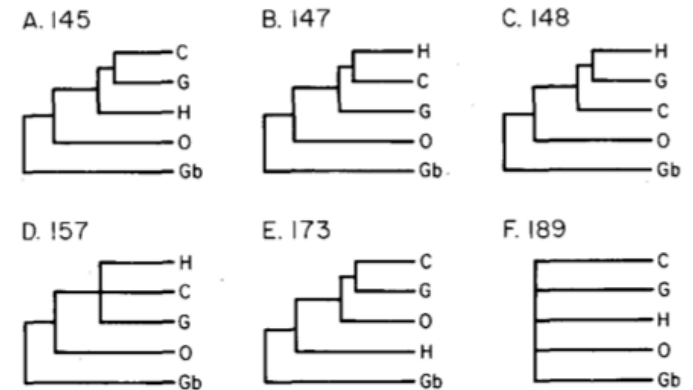 A. 145 B. 147 C. 148
C H H
G C G
H G C
O O O
Gb Gb Gb
D. 157 E. 173 F. 189
H C C
C G G
G O H
O H O
Gb Gb Gb